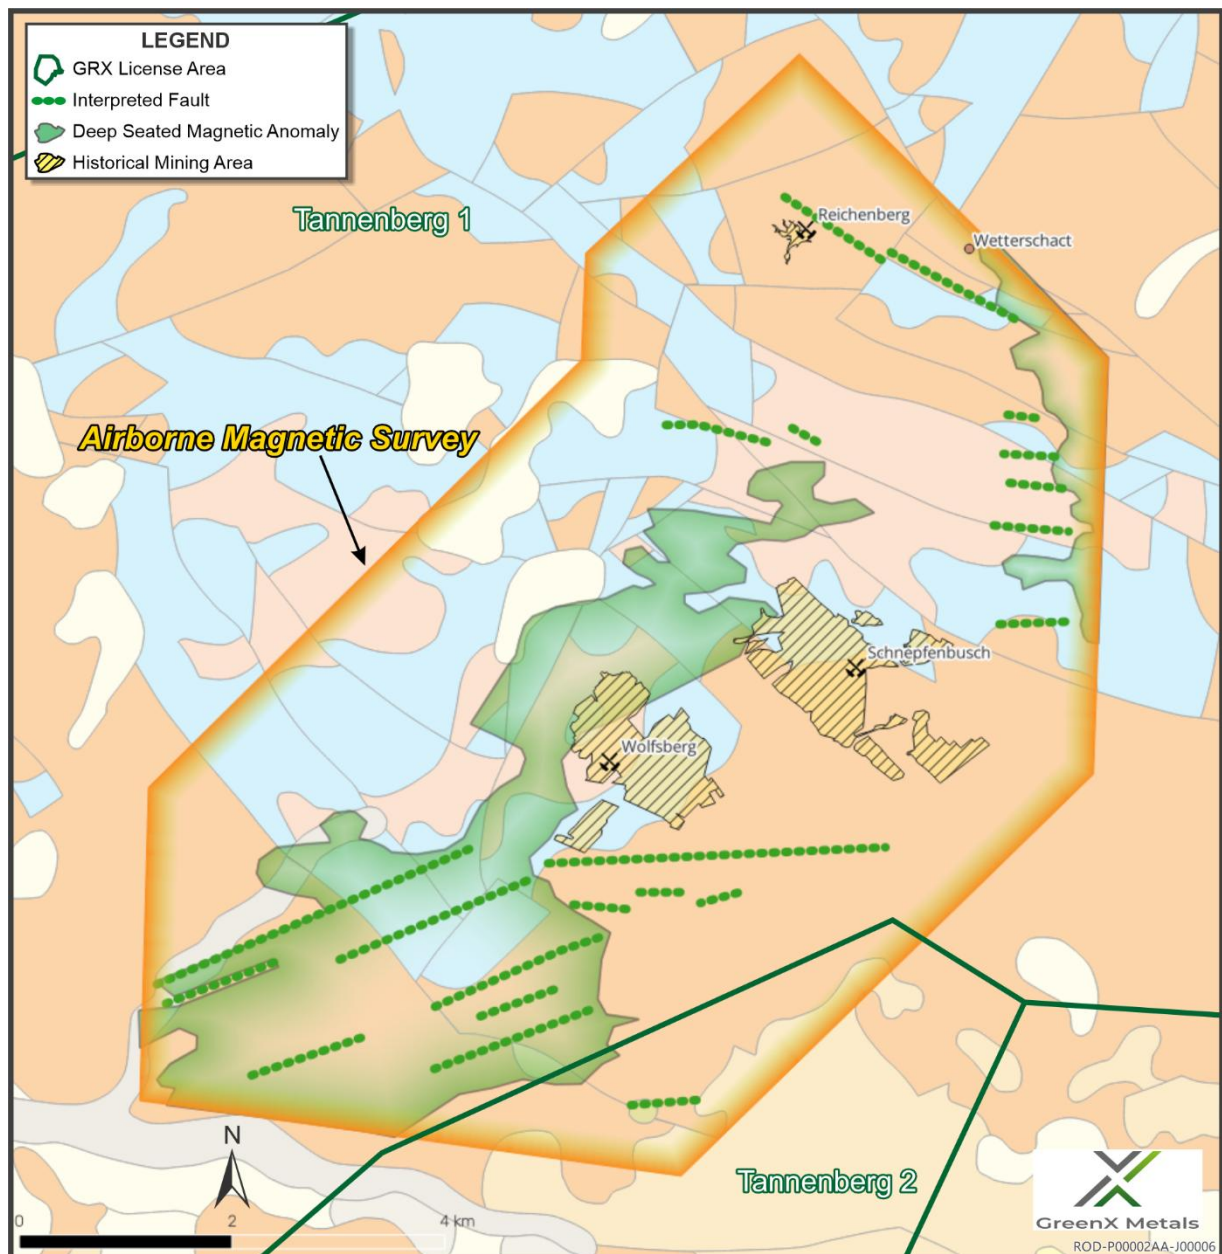 LEGEND
GRX License Area
Interpreted Fault
Deep Seated Magnetic Anomaly
Historical Mining Area
Tannenberg 1
Reichenberg
Wetterschact
Airborne Magnetic Survey
Schnepfenbusch
Wolfsberg
N
Tannenberg 2
0 2 4 km
GreenX Metals
ROD-P00002AA-J00006